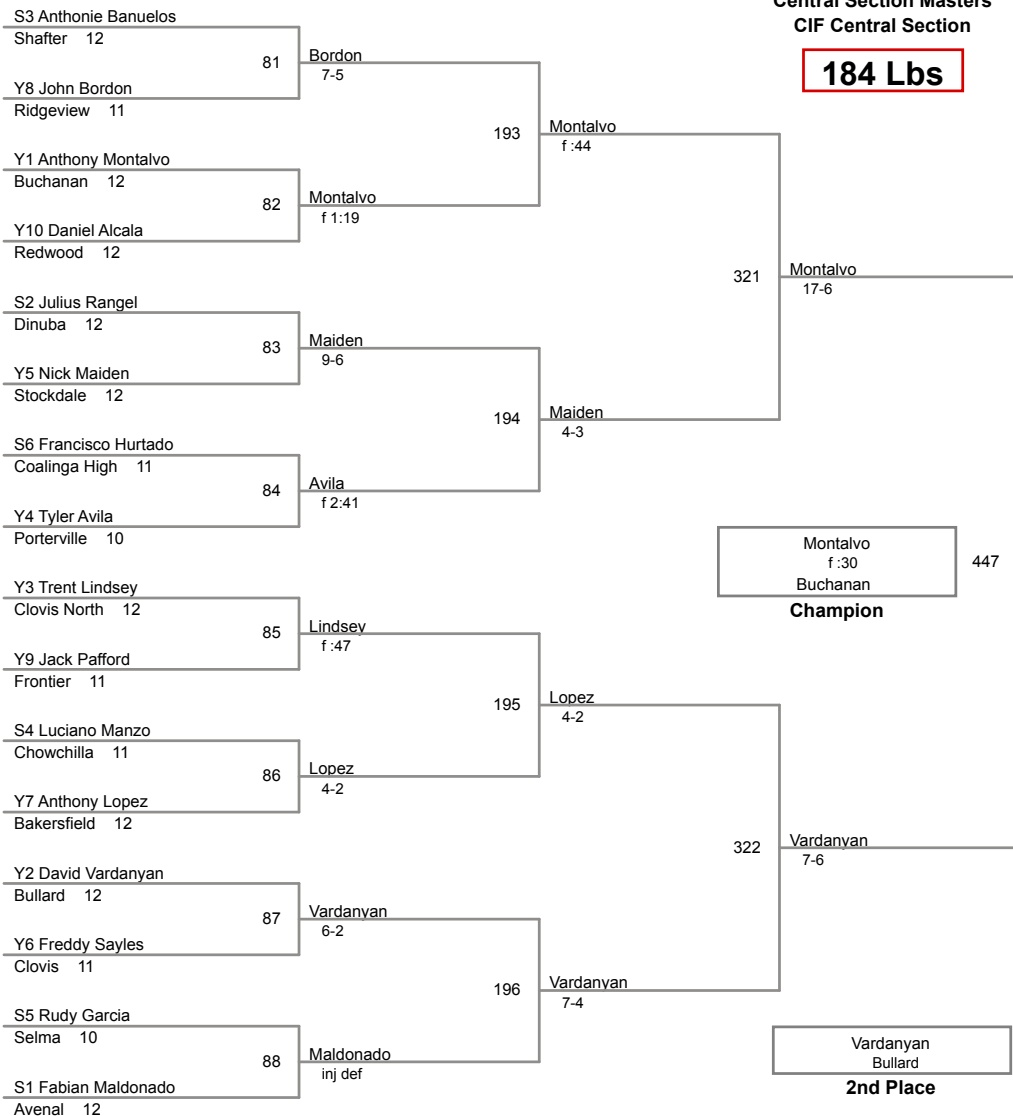 Central Section Masters
CIF Central Section
184 Lbs
S3 Anthonie Banuelos
Shafter 12
81
Bordon
7-5
Y8 John Bordon
Ridgeview 11
193
Montalvo
f :44
Y1 Anthony Montalvo
Buchanan 12
82
Montalvo
f 1:19
Y10 Daniel Alcala
Redwood 12
321
Montalvo
17-6
S2 Julius Rangel
Dinuba 12
83
Maiden
9-6
Y5 Nick Maiden
Stockdale 12
194
Maiden
4-3
S6 Francisco Hurtado
Coalinga High 11
84
Avila
f 2:41
Y4 Tyler Avila
Porterville 10
Montalvo
f :30
Buchanan
447
Champion
Y3 Trent Lindsey
Clovis North 12
85
Lindsey
f :47
Y9 Jack Pafford
Frontier 11
195
Lopez
4-2
S4 Luciano Manzo
Chowchilla 11
86
Lopez
4-2
Y7 Anthony Lopez
Bakersfield 12
322
Vardanyan
7-6
Y2 David Vardanyan
Bullard 12
87
Vardanyan
6-2
Y6 Freddy Sayles
Clovis 11
196
Vardanyan
7-4
S5 Rudy Garcia
Selma 10
88
Maldonado
inj def
S1 Fabian Maldonado
Avenal 12
Vardanyan
Bullard
2nd Place